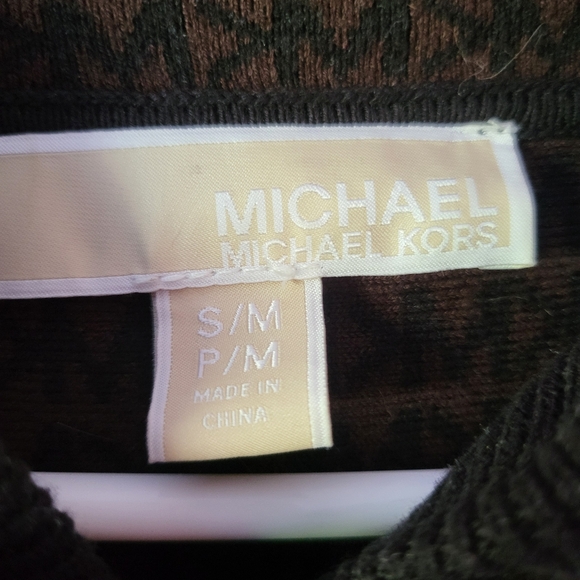 MICHAEL
MICHAEL KORS
S/M
P/M
MADE IN
CHINA